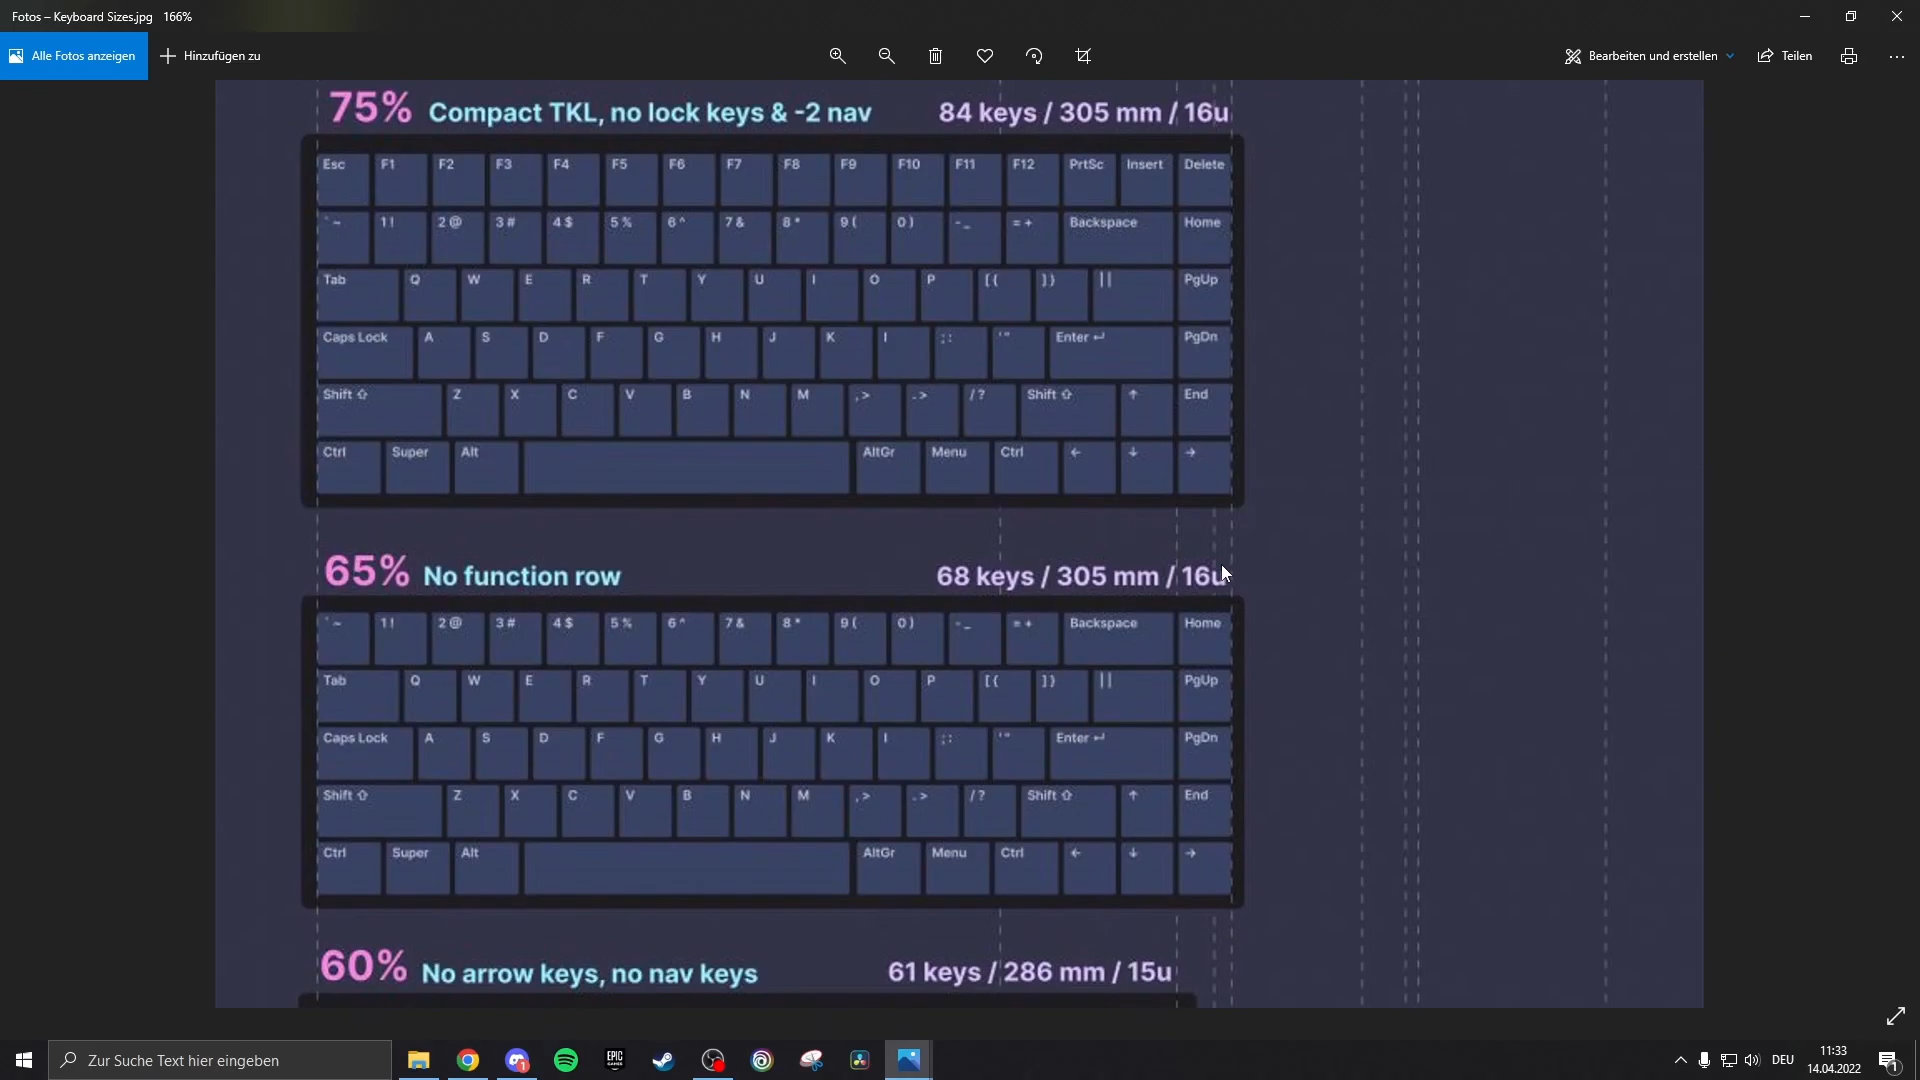 Fotos – Keyboard Sizes.jpg 166%
Alle Fotos anzeigen Hinzufügen zu Bearbeiten und erstellen Teilen
75% Compact TKL, no lock keys & -2 nav 84 keys / 305 mm / 16u
Esc F1 F2 F3 F4 F5 F6 F7 F8 F9 F10 F11 F12 PrtSc Insert Delete
` ~ 1 ! 2 @ 3 # 4 $ 5 % 6 ^ 7 & 8 * 9 ( 0 ) - _ = + Backspace Home
Tab Q W E R T Y U I O P [ { ] } | | PgUp
Caps Lock A S D F G H J K l ; : ' " Enter ↵ PgDn
Shift ⇧ Z X C V B N M , > . > / ? Shift ⇧ ↑ End
Ctrl Super Alt AltGr Menu Ctrl ← ↓ →
65% No function row 68 keys / 305 mm / 16u
` ~ 1 ! 2 @ 3 # 4 $ 5 % 6 ^ 7 & 8 * 9 ( 0 ) - _ = + Backspace Home
Tab Q W E R T Y U I O P [ { ] } | | PgUp
Caps Lock A S D F G H J K l ; : ' " Enter ↵ PgDn
Shift ⇧ Z X C V B N M , > . > / ? Shift ⇧ ↑ End
Ctrl Super Alt AltGr Menu Ctrl ← ↓ →
60% No arrow keys, no nav keys 61 keys / 286 mm / 15u
Zur Suche Text hier eingeben 1 EPIC GAMES DEU 11:33 1
14.04.2022